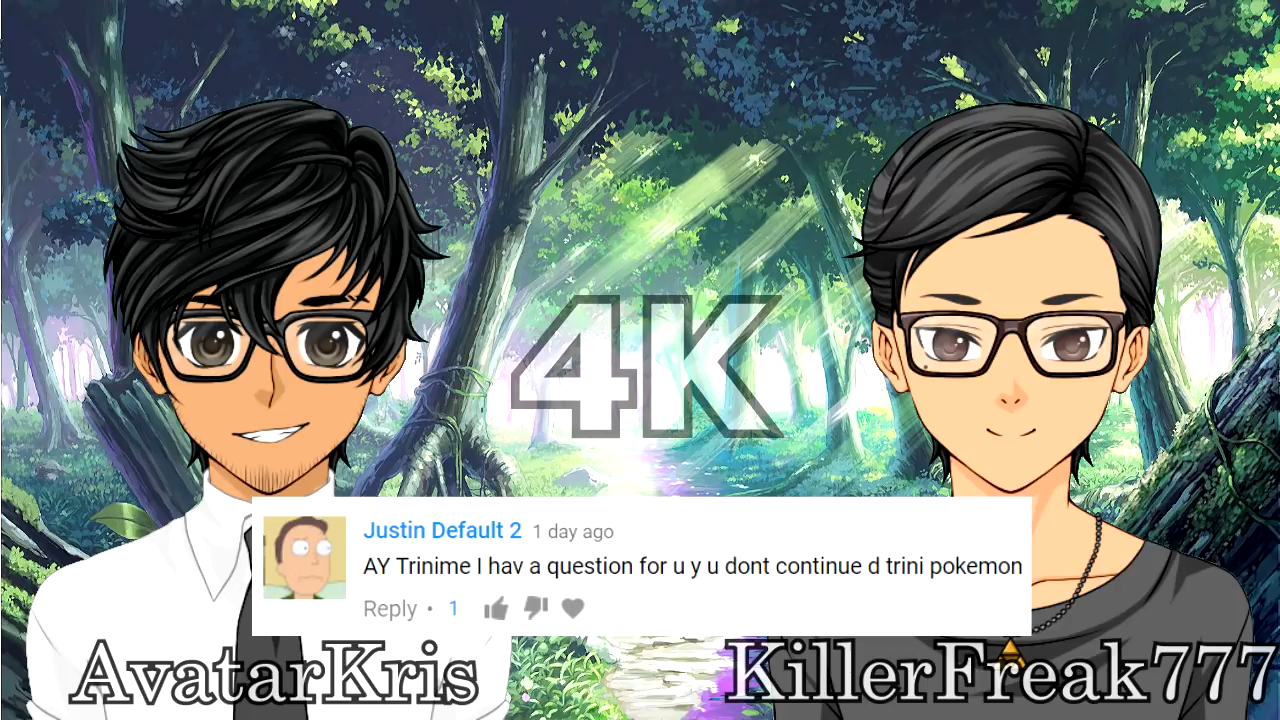 4K
Justin Default 2 1 day ago
AY Trinime I hav a question for u y u dont continue d trini pokemon
Reply • 1
AvatarKris
KillerFreak777